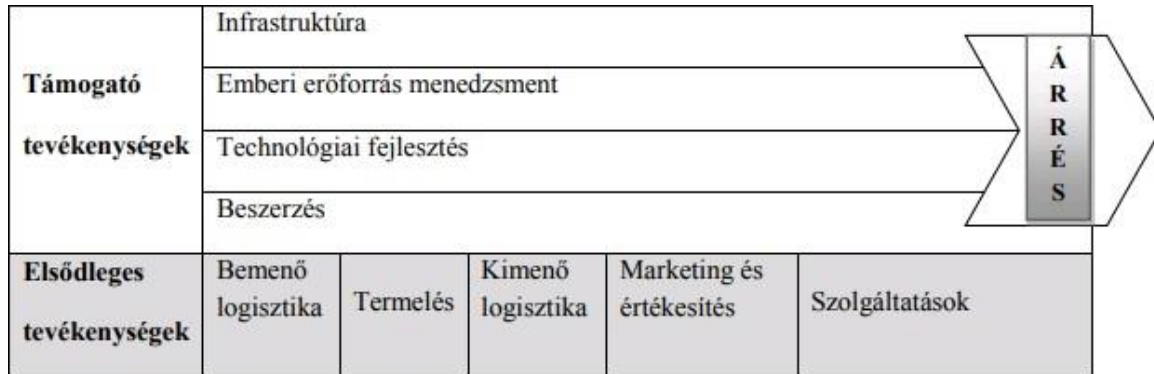 Támogató
tevékenységek
Infrastruktúra
Emberi erőforrás menedzsment
Technológiai fejlesztés
Beszerzés
Á
R
R
É
S
Elsődleges
tevékenységek
Bemenő
logisztika
Termelés
Kimenő
logisztika
Marketing és
értékesítés
Szolgáltatások